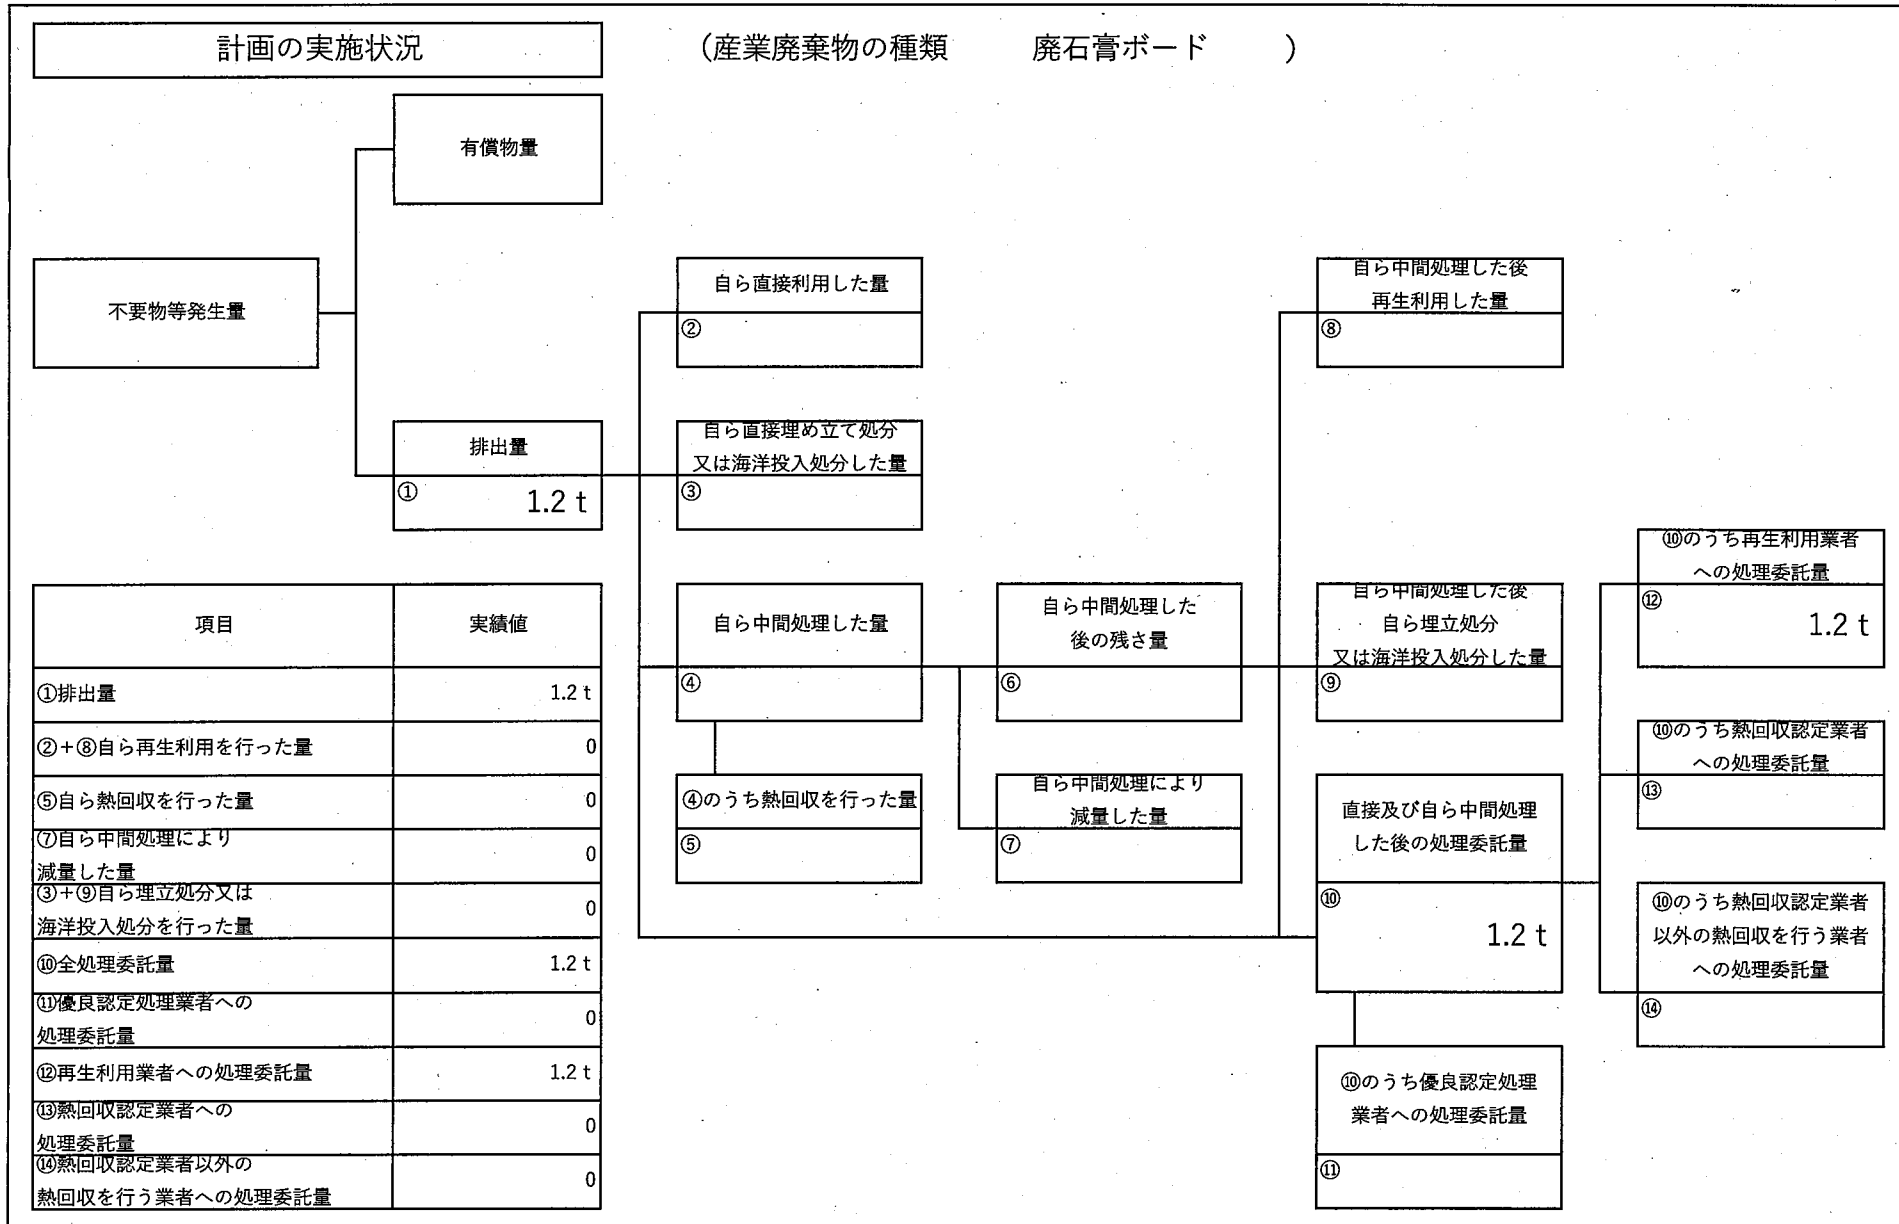 計画の実施状況
（産業廃棄物の種類　廃石膏ボード　）
有償物量
不要物等発生量
排出量
①
1.2 t
自ら直接利用した量
②
自ら直接埋め立て処分
又は海洋投入処分した量
③
自ら中間処理した量
④
④のうち熱回収を行った量
⑤
自ら中間処理した
後の残さ量
⑥
自ら中間処理により
減量した量
⑦
自ら中間処理した後
再生利用した量
⑧
自ら中間処理した後
自ら埋立処分
又は海洋投入処分した量
⑨
直接及び自ら中間処理
した後の処理委託量
⑩
1.2 t
⑩のうち優良認定処理
業者への処理委託量
⑪
⑩のうち再生利用業者
への処理委託量
⑫
1.2 t
⑩のうち熱回収認定業者
への処理委託量
⑬
⑩のうち熱回収認定業者
以外の熱回収を行う業者
への処理委託量
⑭
項目 実績値
①排出量 1.2 t
②+⑧自ら再生利用を行った量 0
⑤自ら熱回収を行った量 0
⑦自ら中間処理により
減量した量 0
③+⑨自ら埋立処分又は
海洋投入処分を行った量 0
⑩全処理委託量 1.2 t
⑪優良認定処理業者への
処理委託量 0
⑫再生利用業者への処理委託量 1.2 t
⑬熱回収認定業者への
処理委託量 0
⑭熱回収認定業者以外の
熱回収を行う業者への処理委託量 0